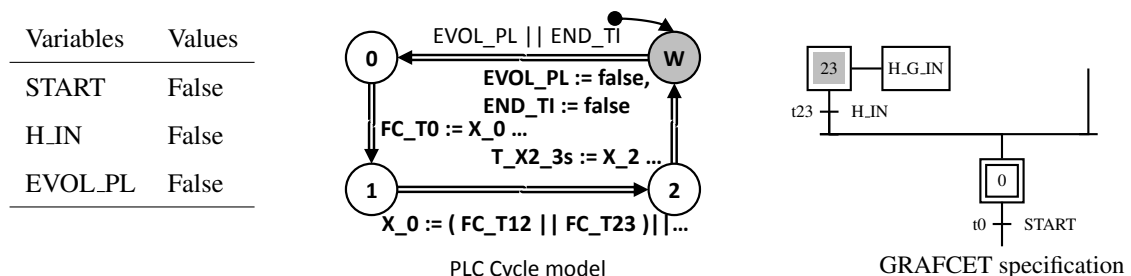 Variables Values
START False
H_IN False
EVOL_PL False
EVOL_PL || END_TI
0
W
EVOL_PL := false,
END_TI := false
FC_T0 := X_0 ...
T_X2_3s := X_2 ...
1
2
X_0 := ( FC_T12 || FC_T23 )||...
PLC Cycle model
23
H_G_IN
t23 H_IN
0
t0 START
GRAFCET specification